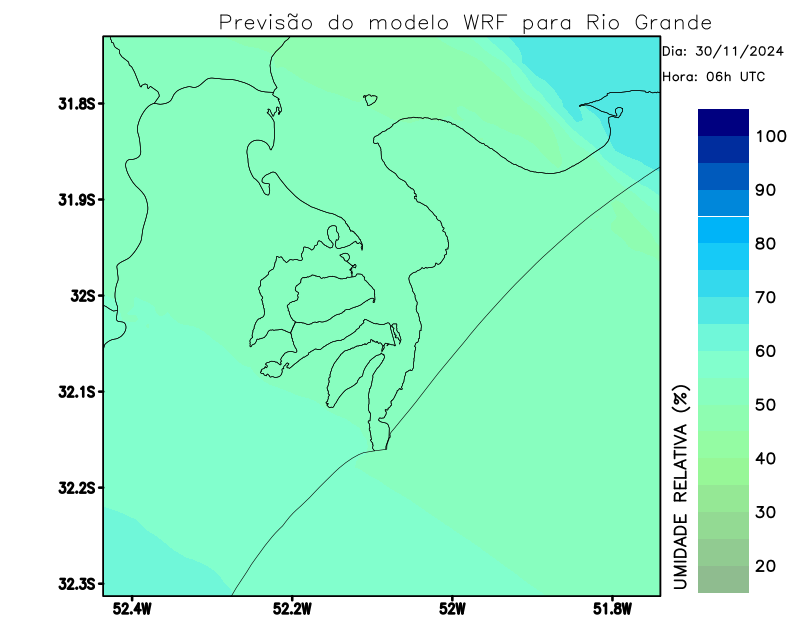 Previsão do modelo WRF para Rio Grande
Dia: 30/11/2024
Hora: 06h UTC
31.8S
31.9S
32S
32.1S
32.2S
32.3S
52.4W
52.2W
52W
51.8W
100
90
80
70
60
50
40
30
20
UMIDADE RELATIVA (%)